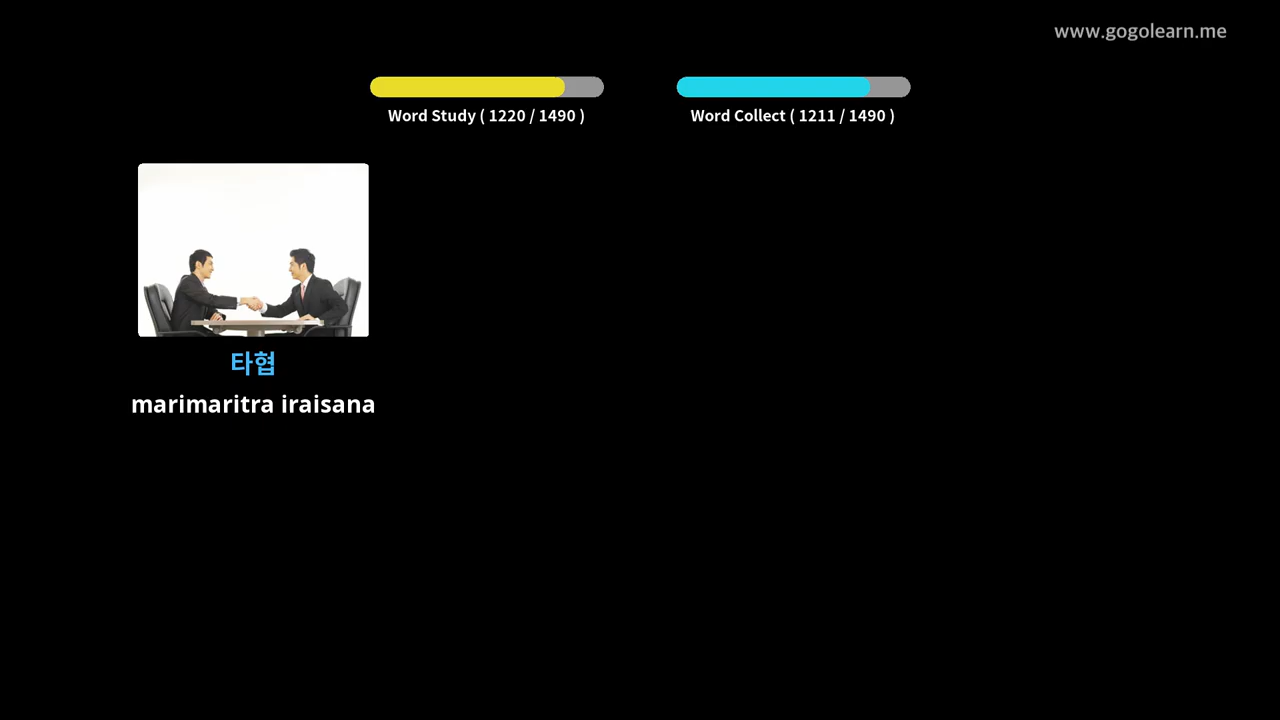 www.gogolearn.me
Word Study ( 1220 / 1490 )
Word Collect ( 1211 / 1490 )
타협
marimaritra iraisana